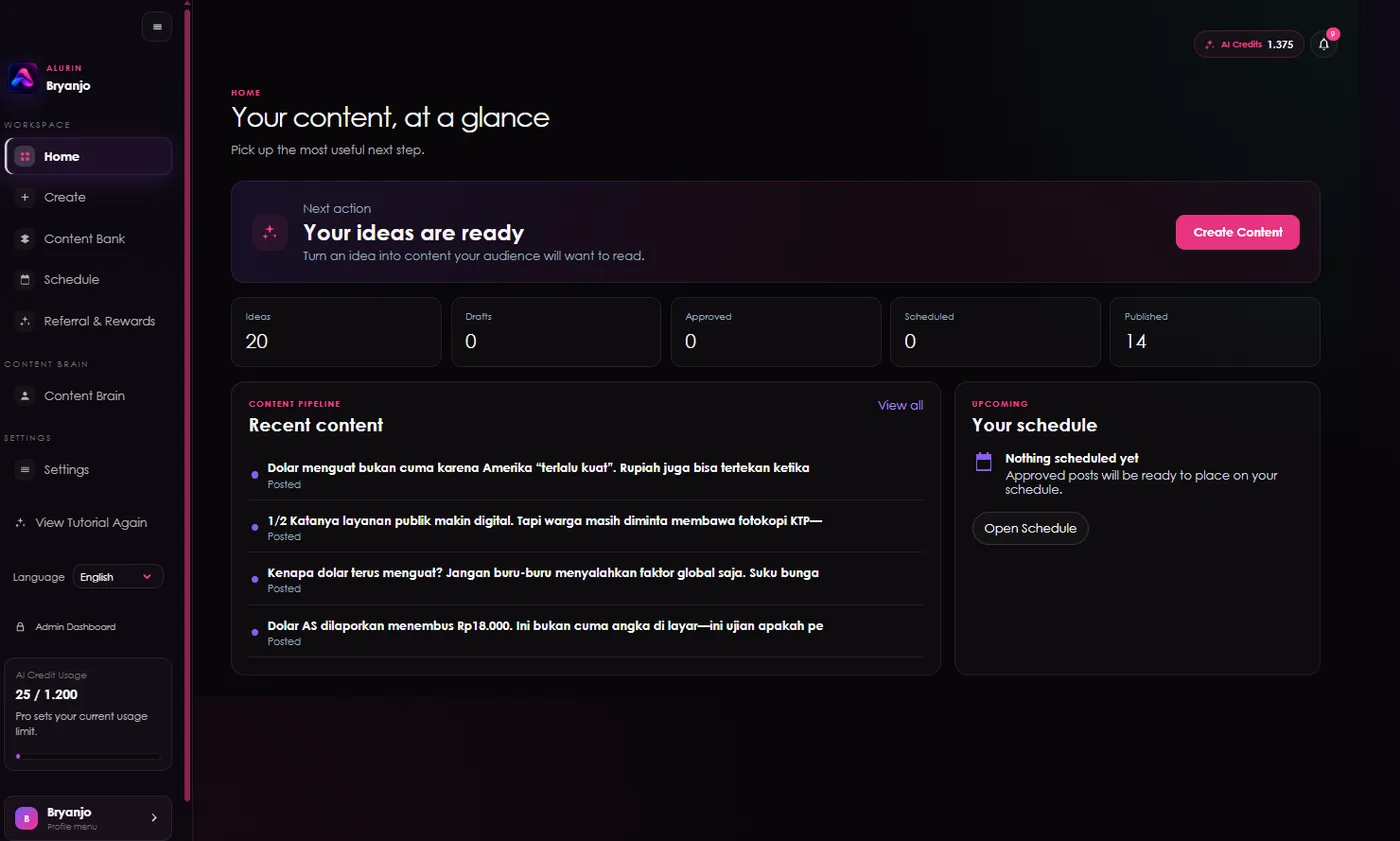 ALURIN
Bryanjo
WORKSPACE
Home
Create
Content Bank
Schedule
Referral & Rewards
CONTENT BRAIN
Content Brain
SETTINGS
Settings
View Tutorial Again
Language English
Admin Dashboard
AI Credit Usage
25 / 1.200
Pro sets your current usage
limit.
B
Bryanjo
Profile menu
AI Credits 1.375
9
HOME
Your content, at a glance
Pick up the most useful next step.
Next action
Your ideas are ready
Turn an idea into content your audience will want to read.
Create Content
Ideas
20
Drafts
0
Approved
0
Scheduled
0
Published
14
CONTENT PIPELINE
Recent content
View all
Dolar menguat bukan cuma karena Amerika “terlalu kuat”. Rupiah juga bisa tertekan ketika
Posted
1/2 Katanya layanan publik makin digital. Tapi warga masih diminta membawa fotokopi KTP—
Posted
Kenapa dolar terus menguat? Jangan buru-buru menyalahkan faktor global saja. Suku bunga
Posted
Dolar AS dilaporkan menembus Rp18.000. Ini bukan cuma angka di layar—ini ujian apakah pe
Posted
UPCOMING
Your schedule
Nothing scheduled yet
Approved posts will be ready to place on your
schedule.
Open Schedule